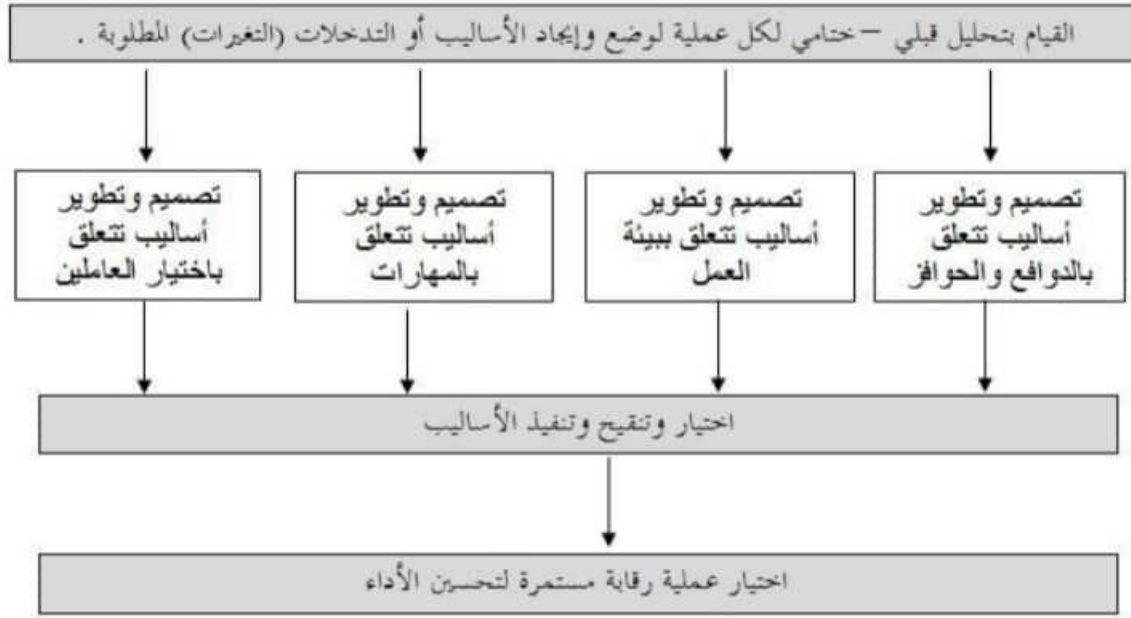 القيام بتحليل قبلي – ختامي لكل عملية لوضع وإيجاد الأساليب أو التدخلات (التغيرات) المطلوبة .
تصميم وتطوير
أساليب تتعلق
بالدوافع والحوافز
تصميم وتطوير
أساليب تتعلق ببيئة
العمل
تصميم وتطوير
أساليب تتعلق
بالمهارات
تصميم وتطوير
أساليب تتعلق
باختيار العاملين
اختيار وتنقيح وتنفيذ الأساليب
اختيار عملية رقابة مستمرة لتحسين الأداء